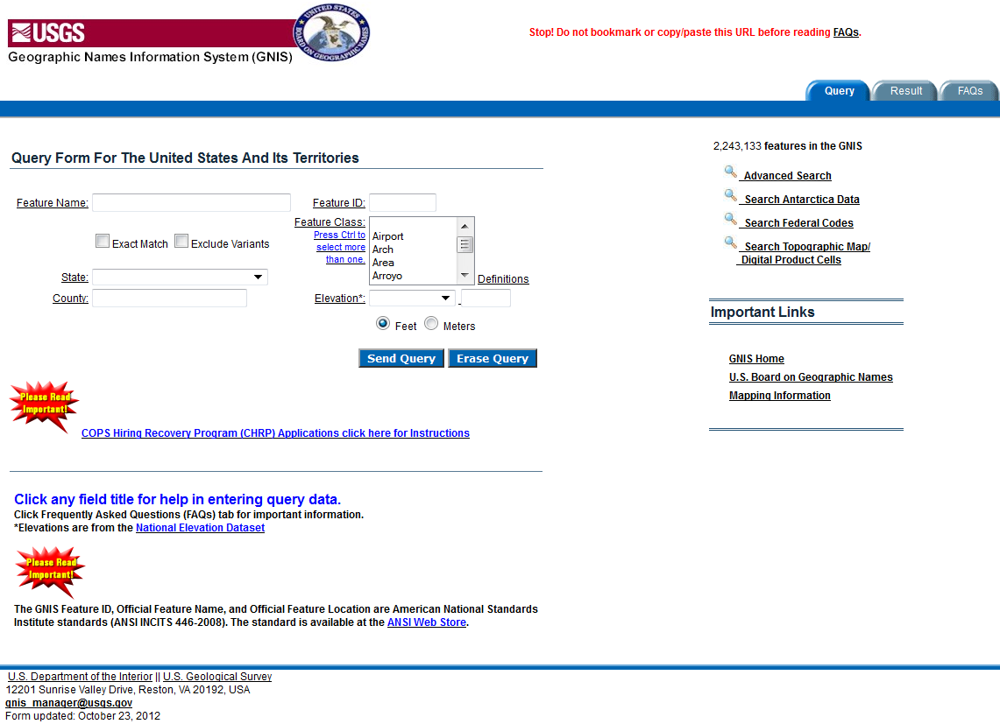 USGS
UNITED STATES
BOARD ON GEOGRAPHIC NAMES
Geographic Names Information System (GNIS)
Stop! Do not bookmark or copy/paste this URL before reading FAQs.
Query Result FAQs
Query Form For The United States And Its Territories
Feature Name: Feature ID:
Feature Class:
Press Ctrl to
select more
than one.
Airport
Arch
Area
Arroyo
Definitions
Exact Match Exclude Variants
State:
County: Elevation*:
Feet Meters
Send Query Erase Query
Please Read
Important!
COPS Hiring Recovery Program (CHRP) Applications click here for Instructions
Click any field title for help in entering query data.
Click Frequently Asked Questions (FAQs) tab for important information.
*Elevations are from the National Elevation Dataset
Please Read
Important!
The GNIS Feature ID, Official Feature Name, and Official Feature Location are American National Standards
Institute standards (ANSI INCITS 446-2008). The standard is available at the ANSI Web Store.
2,243,133 features in the GNIS
Advanced Search
Search Antarctica Data
Search Federal Codes
Search Topographic Map/
Digital Product Cells
Important Links
GNIS Home
U.S. Board on Geographic Names
Mapping Information
U.S. Department of the Interior || U.S. Geological Survey
12201 Sunrise Valley Drive, Reston, VA 20192, USA
gnis_manager@usgs.gov
Form updated: October 23, 2012